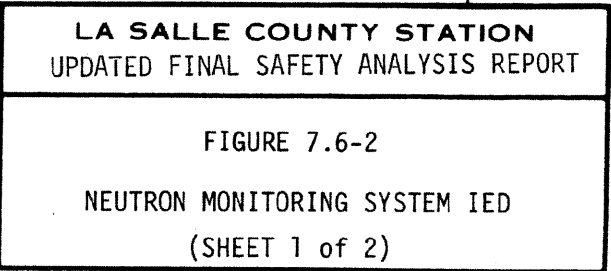 LA SALLE COUNTY STATION
UPDATED FINAL SAFETY ANALYSIS REPORT
FIGURE 7.6-2
NEUTRON MONITORING SYSTEM IED
(SHEET 1 of 2)